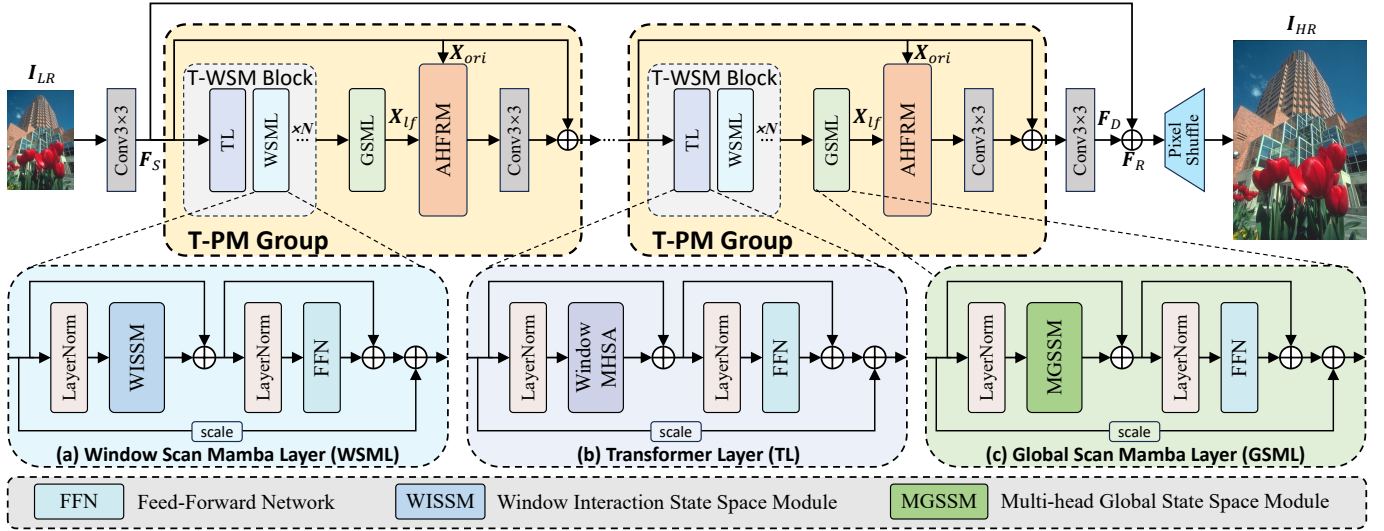 I_LR
Conv3×3
F_S
T-WSM Block
TL
WSML
×N
GSML
X_lf
X_ori
AHFRM
Conv3×3
T-PM Group
T-WSM Block
TL
WSML
×N
GSML
X_lf
X_ori
AHFRM
Conv3×3
T-PM Group
Conv3×3
F_D
F_R
Pixel
Shuffle
I_HR
LayerNorm
WISSM
LayerNorm
FFN
scale
(a) Window Scan Mamba Layer (WSML)
LayerNorm
Window
MHSA
LayerNorm
FFN
scale
(b) Transformer Layer (TL)
LayerNorm
MGSSM
LayerNorm
FFN
scale
(c) Global Scan Mamba Layer (GSML)
FFN Feed-Forward Network WISSM Window Interaction State Space Module MGSSM Multi-head Global State Space Module